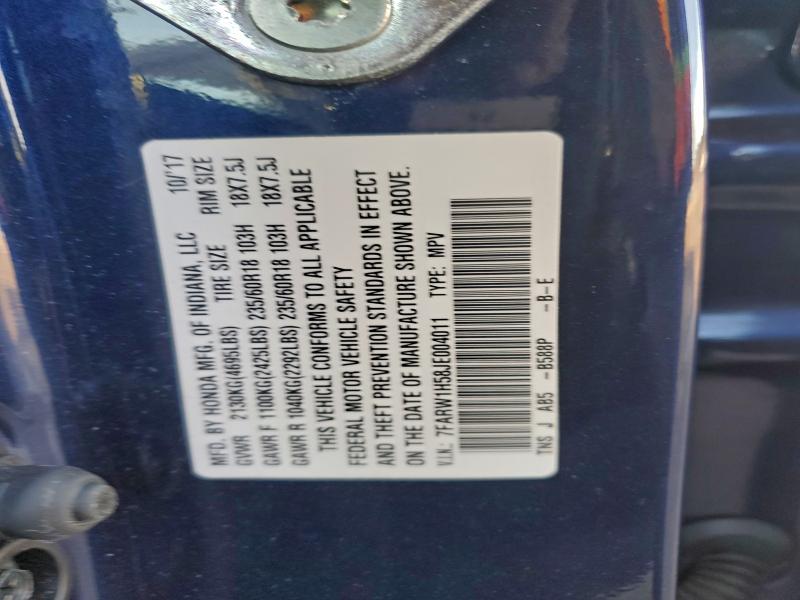 MFD. BY HONDA MFG. OF INDIANA, LLC 10/'17
GVWR 2130KG(4695LBS) TIRE SIZE RIM SIZE
GAWR F 1100KG(2425LBS) 235/60R18 103H 18X7.5J
GAWR R 1040KG(2292LBS) 235/60R18 103H 18X7.5J
THIS VEHICLE CONFORMS TO ALL APPLICABLE
FEDERAL MOTOR VEHICLE SAFETY
AND THEFT PREVENTION STANDARDS IN EFFECT
ON THE DATE OF MANUFACTURE SHOWN ABOVE.
V.I.N.: 7FARW1H58JE004011 TYPE: MPV
TNS J AB5 -B588P -B-E